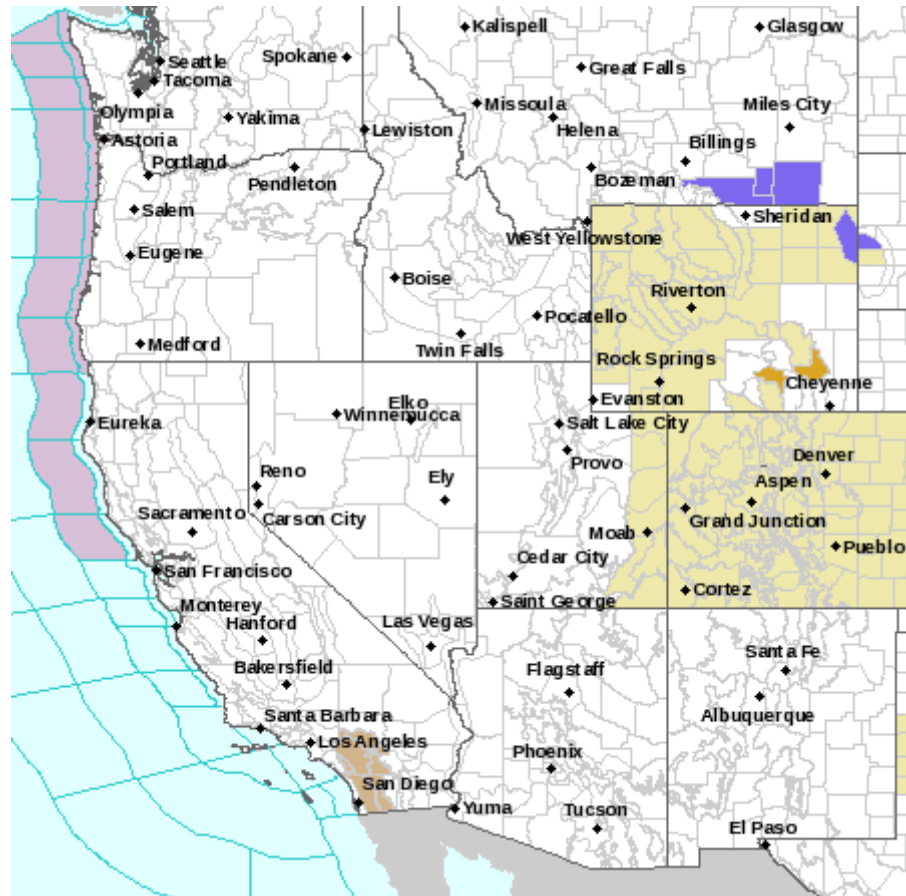 Kalispell
Glasgow
Seattle
Spokane
Great Falls
Tacoma
Olympia
Yakima
Missoula
Miles City
Helena
Lewiston
Astoria
Billings
Portland
Pendleton
Bozeman
Salem
Sheridan
West Yellowstone
Eugene
Boise
Riverton
Pocatello
Medford
Twin Falls
Rock Springs
Cheyenne
Evanston
Elko
Winnemucca
Eureka
Salt Lake City
Provo
Denver
Reno
Ely
Aspen
Sacramento
Carson City
Grand Junction
Moab
Pueblo
Cedar City
San Francisco
Cortez
Saint George
Monterey
Hanford
Las Vegas
Santa Fe
Bakersfield
Flagstaff
Albuquerque
Santa Barbara
Los Angeles
Phoenix
San Diego
Yuma
Tucson
El Paso